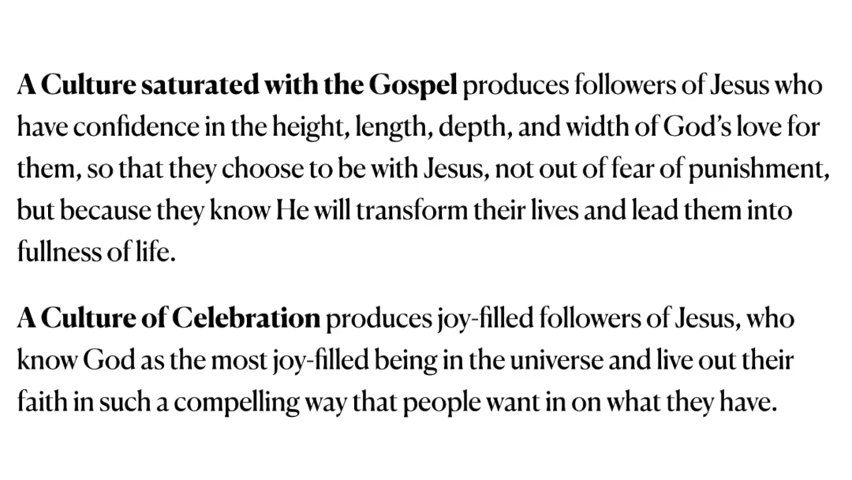 A Culture saturated with the Gospel produces followers of Jesus who
have confidence in the height, length, depth, and width of God’s love for
them, so that they choose to be with Jesus, not out of fear of punishment,
but because they know He will transform their lives and lead them into
fullness of life.
A Culture of Celebration produces joy-filled followers of Jesus, who
know God as the most joy-filled being in the universe and live out their
faith in such a compelling way that people want in on what they have.